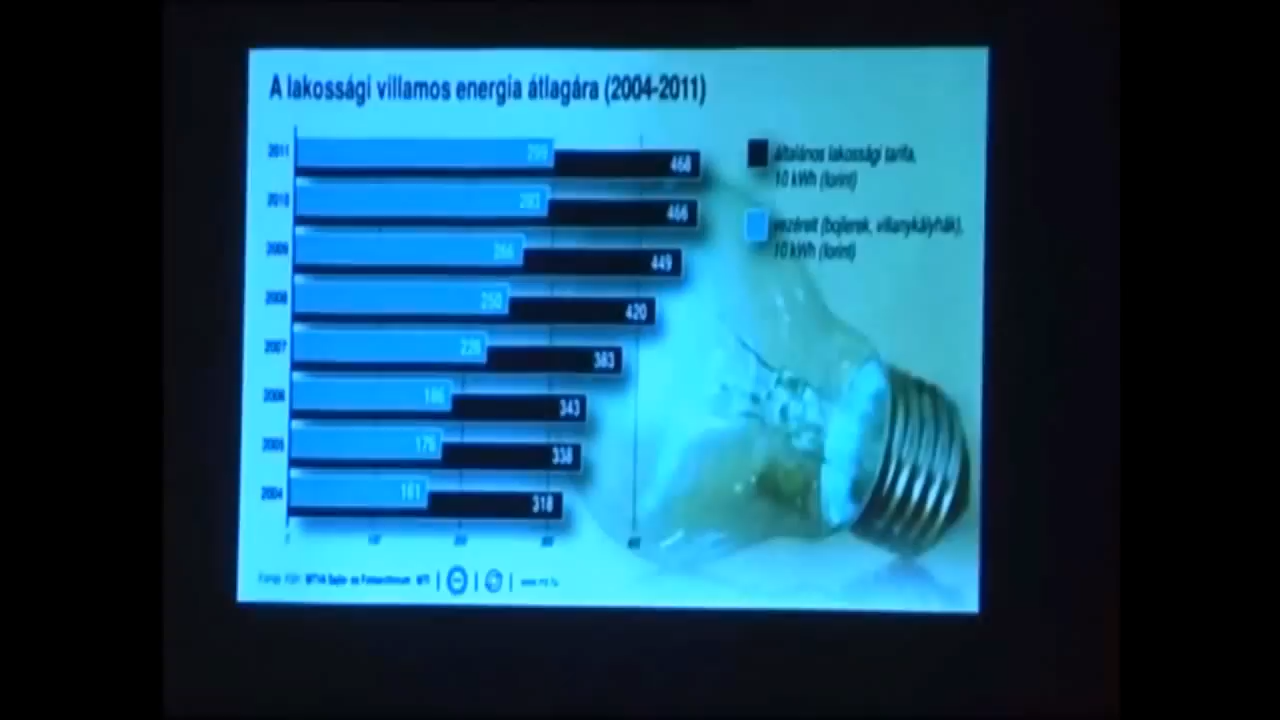 A lakossági villamos energia átlagára (2004-2011)
általános lakossági tarifa,
10 kWh (forint)
vezérelt (bojlerek, villanykályhák),
10 kWh (forint)
2011 299 468
2010 293 466
2009 266 449
2008 250 420
2007 226 383
2006 186 343
2005 176 338
2004 161 318